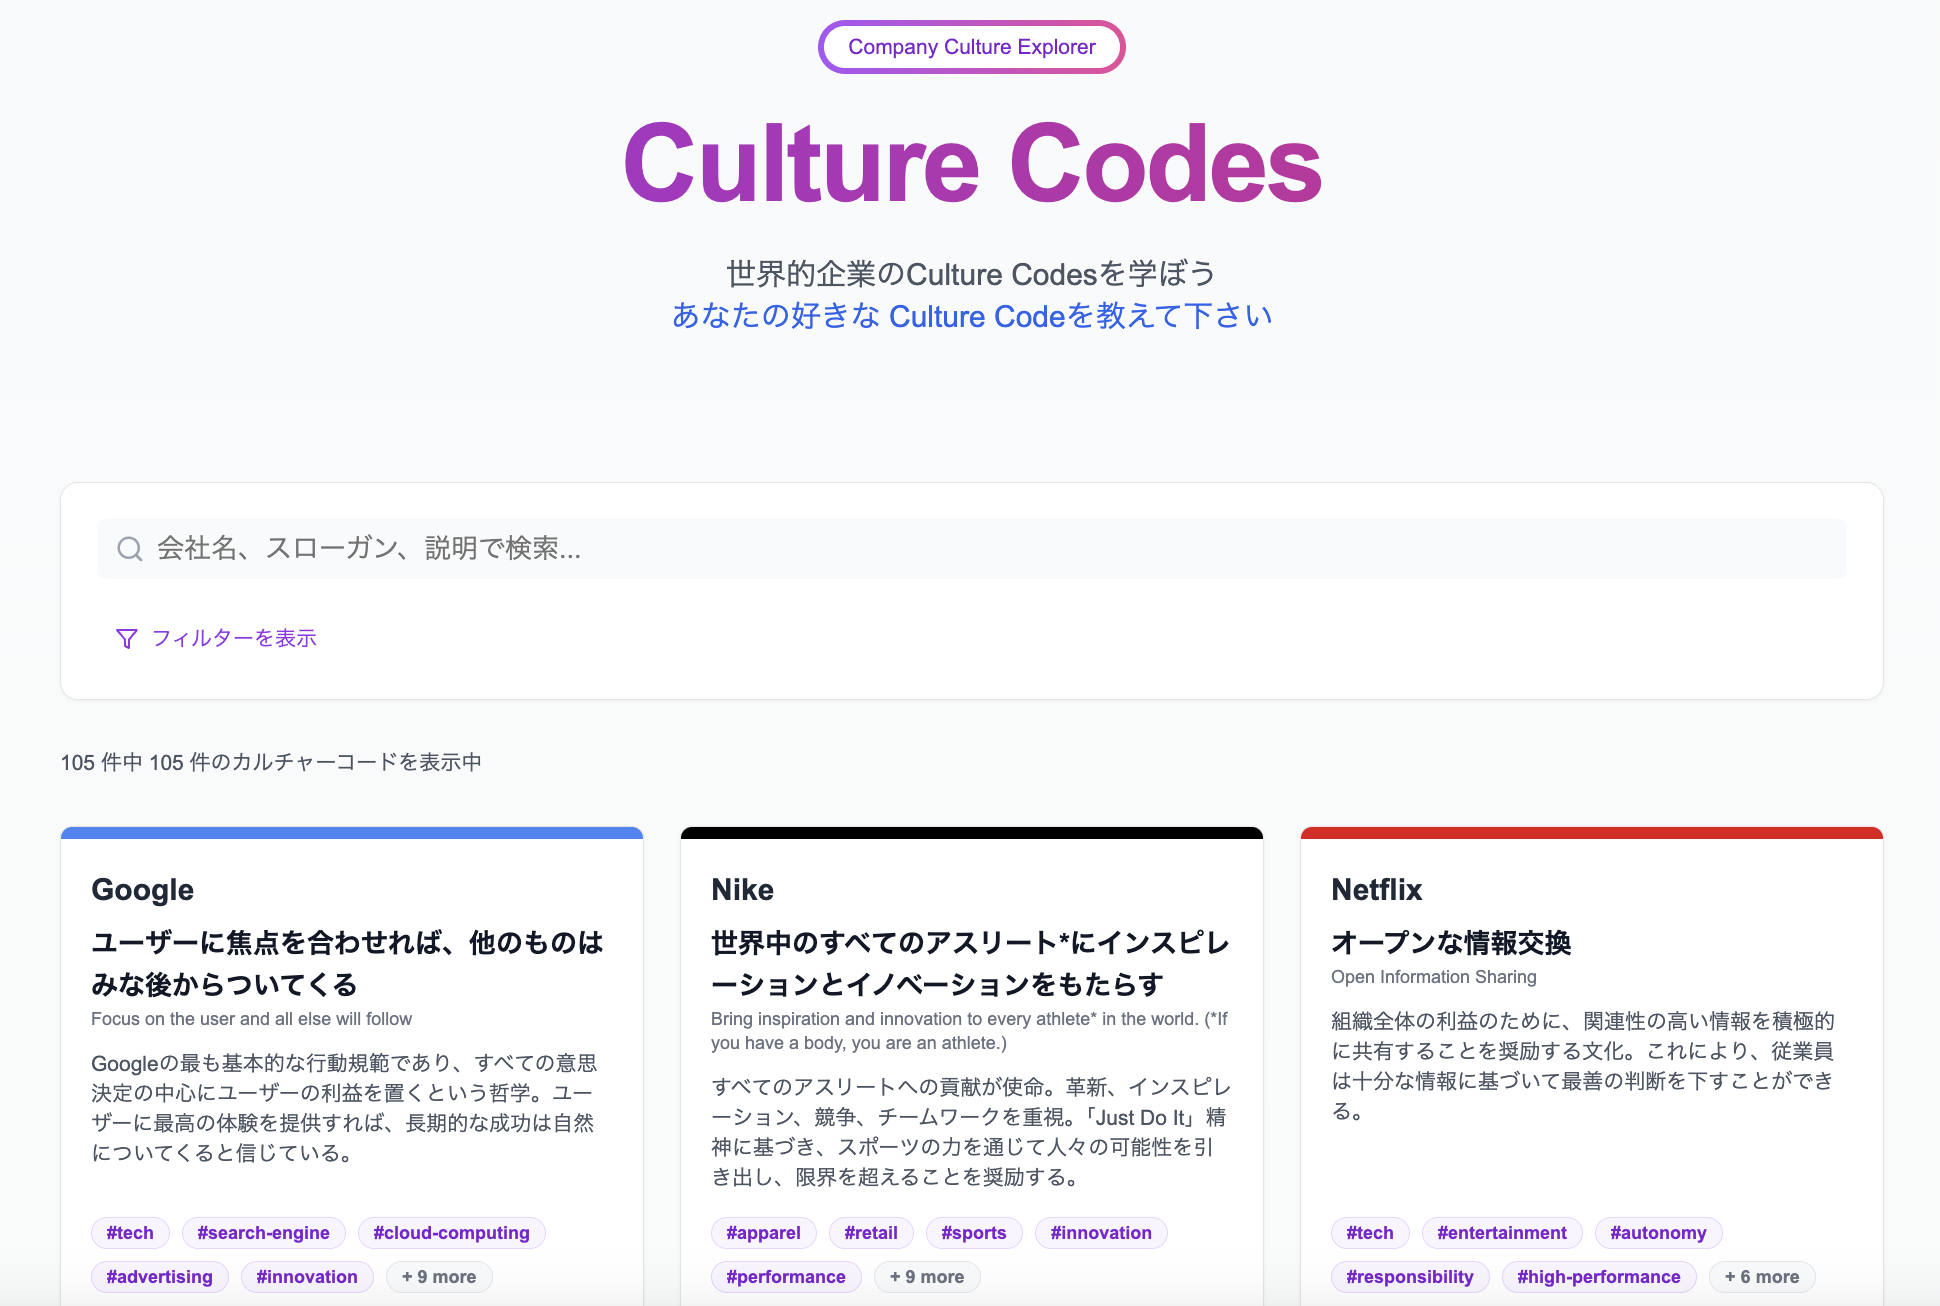 Company Culture Explorer
Culture Codes
世界的企業のCulture Codesを学ぼう
あなたの好きな Culture Codeを教えて下さい
会社名、スローガン、説明で検索...
フィルターを表示
105 件中 105 件のカルチャーコードを表示中
Google
ユーザーに焦点を合わせれば、他のものは
みな後からついてくる
Focus on the user and all else will follow
Googleの最も基本的な行動規範であり、すべての意思
決定の中心にユーザーの利益を置くという哲学。ユー
ザーに最高の体験を提供すれば、長期的な成功は自然
についてくると信じている。
#tech #search-engine #cloud-computing
#advertising #innovation + 9 more
Nike
世界中のすべてのアスリート*にインスピレ
ーションとイノベーションをもたらす
Bring inspiration and innovation to every athlete* in the world. (*If
you have a body, you are an athlete.)
すべてのアスリートへの貢献が使命。革新、インスピレ
ーション、競争、チームワークを重視。「Just Do It」精
神に基づき、スポーツの力を通じて人々の可能性を引
き出し、限界を超えることを奨励する。
#apparel #retail #sports #innovation
#performance + 9 more
Netflix
オープンな情報交換
Open Information Sharing
組織全体の利益のために、関連性の高い情報を積極的
に共有することを奨励する文化。これにより、従業員
は十分な情報に基づいて最善の判断を下すことができ
る。
#tech #entertainment #autonomy
#responsibility #high-performance + 6 more